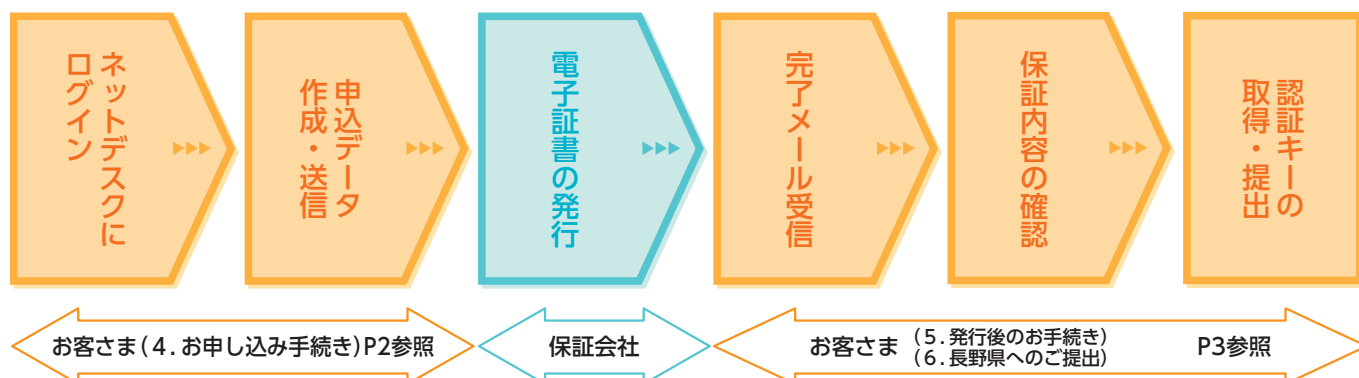 ネットデスクに
ログイン
申込データ
作成・送信
電子証書の発行
完了メール受信
保証内容の確認
認証キーの
取得・提出
お客さま(4.お申し込み手続き)P2参照
保証会社
お客さま
(5.発行後のお手続き)
(6.長野県へのご提出)
P3参照